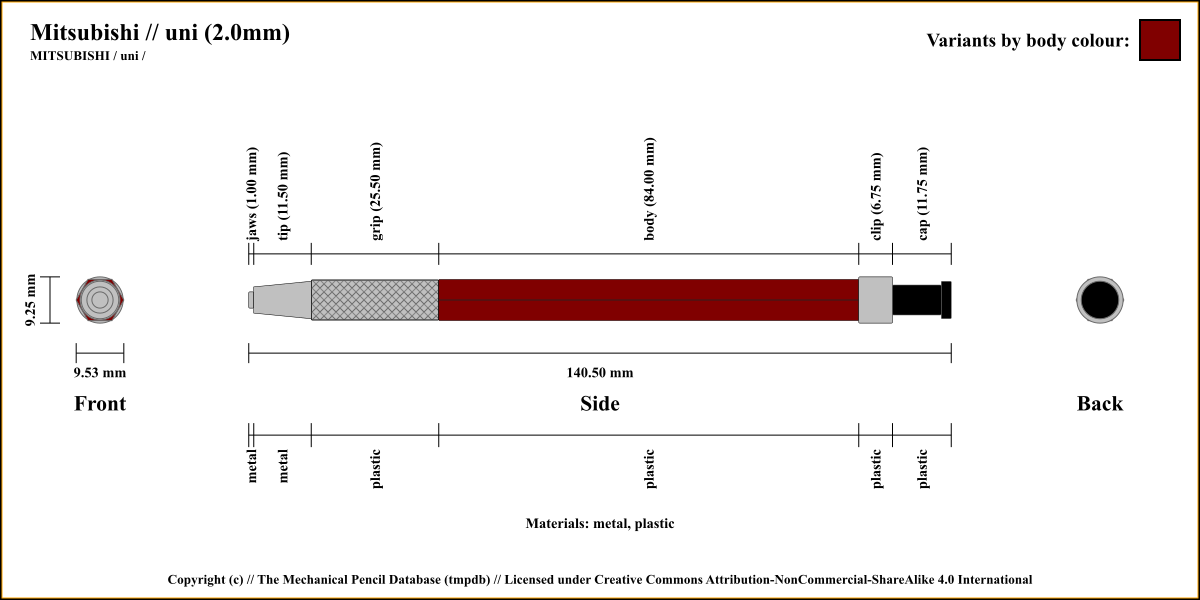 Mitsubishi // uni (2.0mm)
MITSUBISHI / uni /
Variants by body colour:
jaws (1.00 mm)
tip (11.50 mm)
grip (25.50 mm)
body (84.00 mm)
clip (6.75 mm)
cap (11.75 mm)
9.25 mm
9.53 mm
140.50 mm
Front
Side
Back
metal
metal
plastic
plastic
plastic
plastic
Materials: metal, plastic
Copyright (c) // The Mechanical Pencil Database (tmpdb) // Licensed under Creative Commons Attribution-NonCommercial-ShareAlike 4.0 International